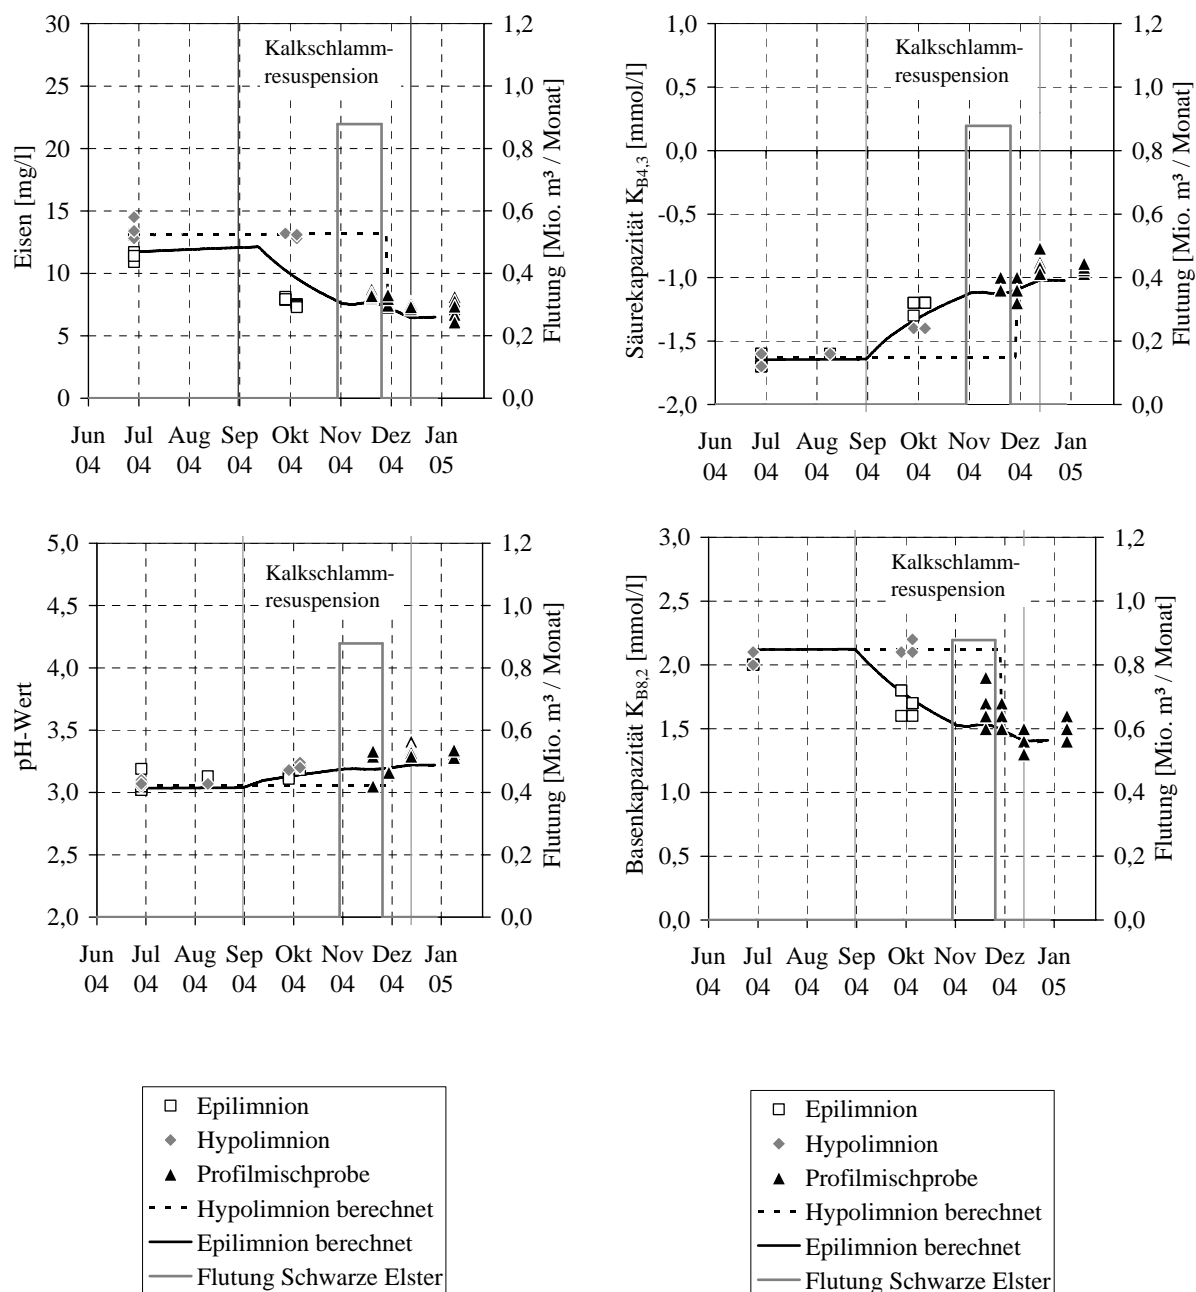 30
25
20
15
10
5
0
Eisen [mg/l]
Kalkschlamm-
resuspension
1,2
1,0
0,8
0,6
0,4
0,2
0,0
Flutung [Mio. m³ / Monat]
Jun Jul Aug Sep Okt Nov Dez Jan
04 04 04 04 04 04 04 05
1,0
0,5
0,0
-0,5
-1,0
-1,5
-2,0
Säurekapazität K_B4,3 [mmol/l]
Kalkschlamm-
resuspension
1,2
1,0
0,8
0,6
0,4
0,2
0,0
Flutung [Mio. m³ / Monat]
Jun Jul Aug Sep Okt Nov Dez Jan
04 04 04 04 04 04 04 05
5,0
4,5
4,0
3,5
3,0
2,5
2,0
pH-Wert
Kalkschlamm-
resuspension
1,2
1,0
0,8
0,6
0,4
0,2
0,0
Flutung [Mio. m³ / Monat]
Jun Jul Aug Sep Okt Nov Dez Jan
04 04 04 04 04 04 04 05
3,0
2,5
2,0
1,5
1,0
0,5
0,0
Basenkapazität K_B8,2 [mmol/l]
Kalkschlamm-
resuspension
1,2
1,0
0,8
0,6
0,4
0,2
0,0
Flutung [Mio. m³ / Monat]
Jun Jul Aug Sep Okt Nov Dez Jan
04 04 04 04 04 04 04 05
Epilimnion
Hypolimnion
Profilmischprobe
Hypolimnion berechnet
Epilimnion berechnet
Flutung Schwarze Elster
Epilimnion
Hypolimnion
Profilmischprobe
Hypolimnion berechnet
Epilimnion berechnet
Flutung Schwarze Elster